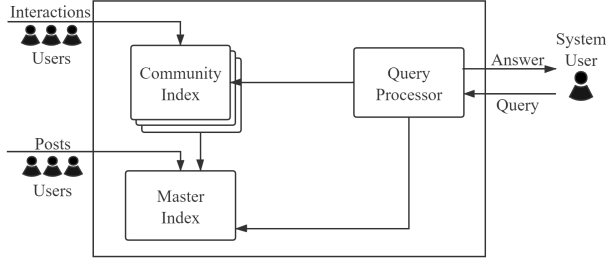 Interactions
Users
Community
Index
Query
Processor
Answer
System
User
Query
Posts
Users
Master
Index